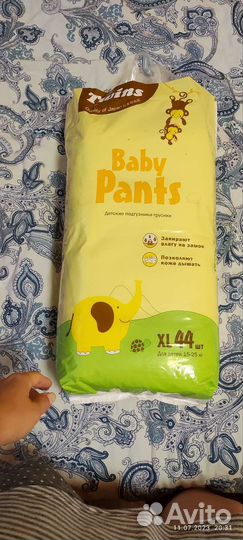 Twins
Quality of Japan
Baby
Pants
Детские подгузники-трусики
Запирают
влагу на замок
Позволяют
коже дышать
XL 44 шт
Для детей 15-25 кг
Avito
11.07.2023 20:31